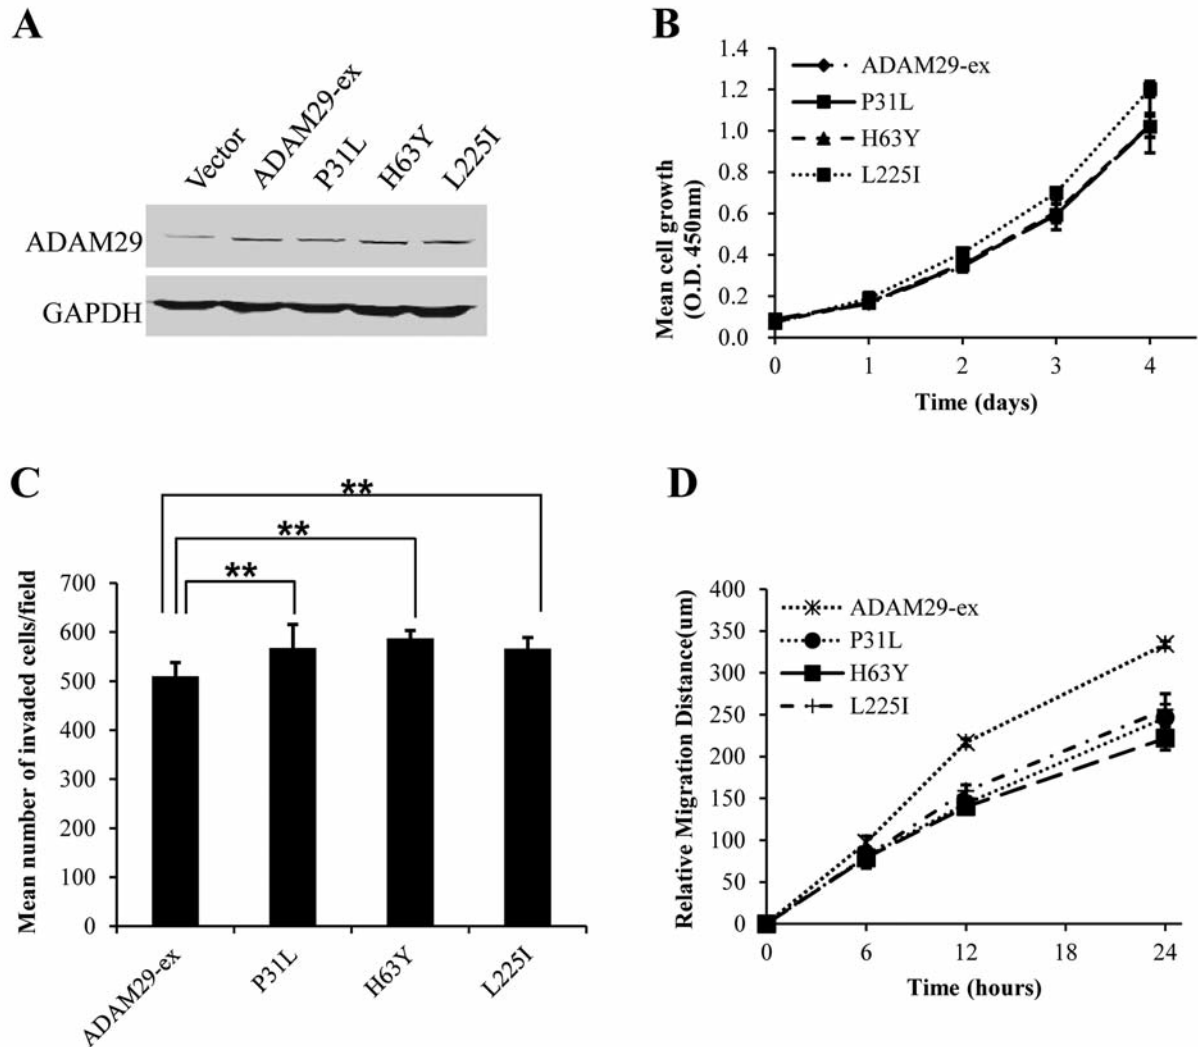 A
Vector
ADAM29-ex
P31L
H63Y
L225I
ADAM29
GAPDH
B
Mean cell growth
(O.D. 450nm)
1.4
1.2
1.0
0.8
0.6
0.4
0.2
0.0
ADAM29-ex
P31L
H63Y
L225I
0 1 2 3 4
Time (days)
C
**
**
**
Mean number of invaded cells/field
700
600
500
400
300
200
100
0
ADAM29-ex
P31L
H63Y
L225I
D
Relative Migration Distance(um)
400
350
300
250
200
150
100
50
0
ADAM29-ex
P31L
H63Y
L225I
0 6 12 18 24
Time (hours)